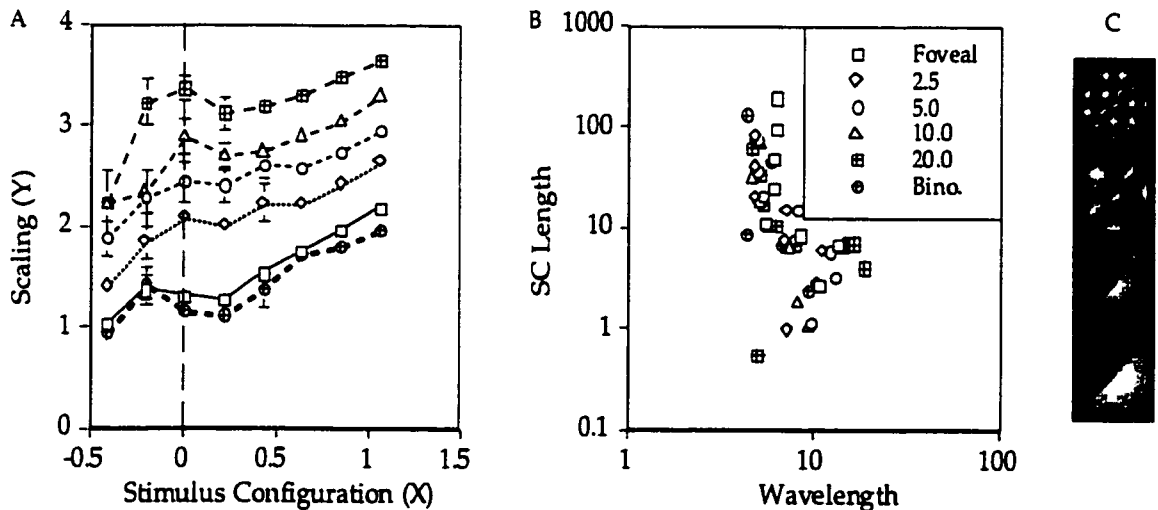 A
4
3
2
1
0
Scaling (Y)
-0.5
0
0.5
1
1.5
Stimulus Configuration (X)
B
1000
100
10
1
0.1
SC Length
1
10
100
Wavelength
Foveal
2.5
5.0
10.0
20.0
Bino.
C